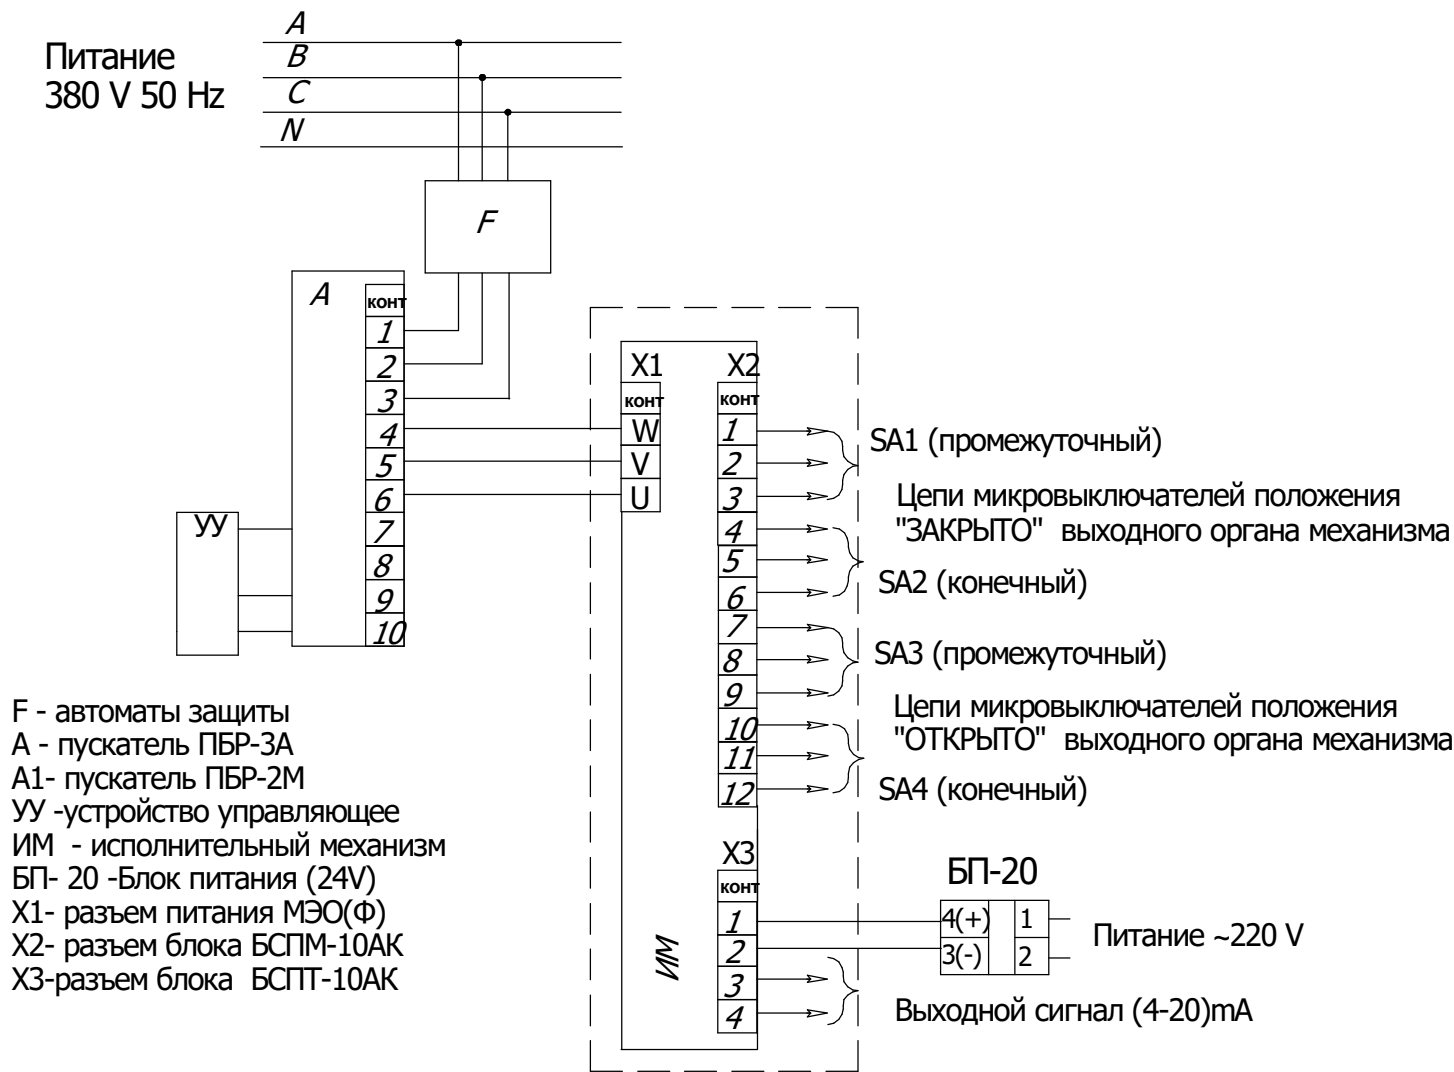 Питание
380 V 50 Hz
A
B
C
N
F
A
конт
1
2
3
4
5
6
7
8
9
10
УУ
X1
конт
W
V
U
X2
конт
1
2
3
4
5
6
7
8
9
10
11
12
SA1 (промежуточный)
Цепи микровыключателей положения
"ЗАКРЫТО" выходного органа механизма
SA2 (конечный)
SA3 (промежуточный)
Цепи микровыключателей положения
"ОТКРЫТО" выходного органа механизма
SA4 (конечный)
ИМ
X3
конт
1
2
3
4
БП-20
4(+) 1
3(-) 2
Питание ~220 V
Выходной сигнал (4-20)mA
F - автоматы защиты
А - пускатель ПБР-3А
А1- пускатель ПБР-2М
УУ -устройство управляющее
ИМ - исполнительный механизм
БП- 20 -Блок питания (24V)
X1- разъем питания МЭО(Ф)
X2- разъем блока БСПМ-10АК
X3-разъем блока БСПТ-10АК